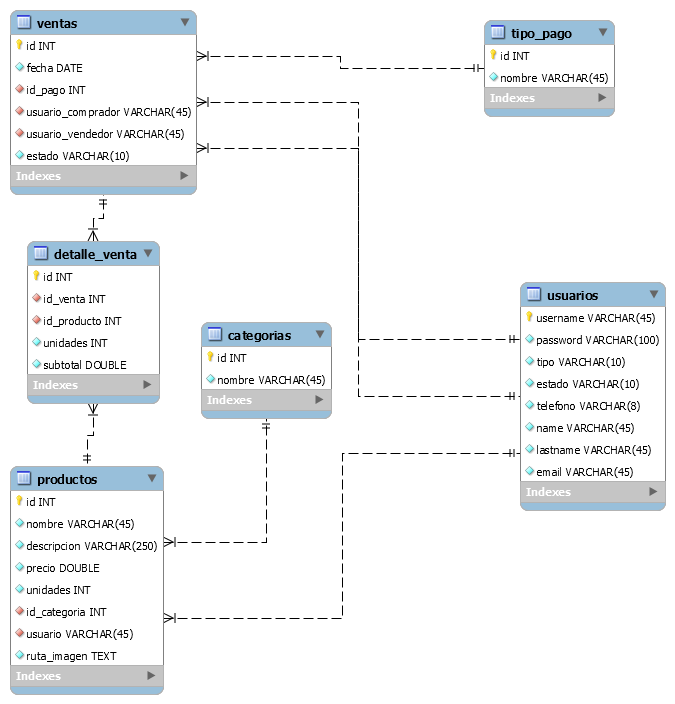 ventas
id INT
fecha DATE
id_pago INT
usuario_comprador VARCHAR(45)
usuario_vendedor VARCHAR(45)
estado VARCHAR(10)
Indexes
tipo_pago
id INT
nombre VARCHAR(45)
Indexes
detalle_venta
id INT
id_venta INT
id_producto INT
unidades INT
subtotal DOUBLE
Indexes
categorias
id INT
nombre VARCHAR(45)
Indexes
usuarios
username VARCHAR(45)
password VARCHAR(100)
tipo VARCHAR(10)
estado VARCHAR(10)
telefono VARCHAR(8)
name VARCHAR(45)
lastname VARCHAR(45)
email VARCHAR(45)
Indexes
productos
id INT
nombre VARCHAR(45)
descripcion VARCHAR(250)
precio DOUBLE
unidades INT
id_categoria INT
usuario VARCHAR(45)
ruta_imagen TEXT
Indexes